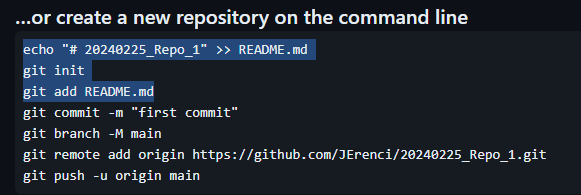 ...or create a new repository on the command line
echo "# 20240225_Repo_1" >> README.md
git init
git add README.md
git commit -m "first commit"
git branch -M main
git remote add origin https://github.com/JErenci/20240225_Repo_1.git
git push -u origin main